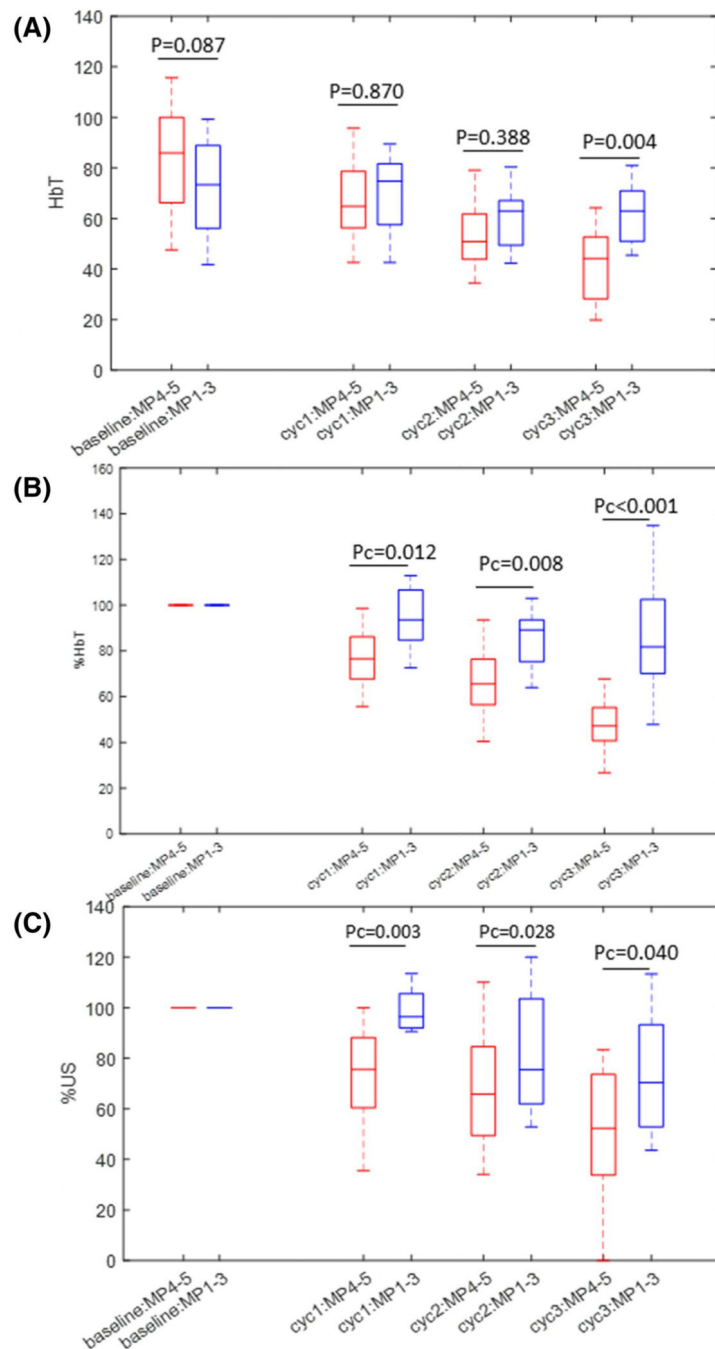 (A)
140
P=0.087
120
P=0.870
100
P=0.388
P=0.004
80
HbT
60
40
20
0
baseline:MP4-5
baseline:MP1-3
cyc1:MP4-5
cyc1:MP1-3
cyc2:MP4-5
cyc2:MP1-3
cyc3:MP4-5
cyc3:MP1-3
(B)
160
140
Pc<0.001
120
Pc=0.012
Pc=0.008
100
%HbT
80
60
40
20
0
baseline:MP4-5
baseline:MP1-3
cyc1:MP4-5
cyc1:MP1-3
cyc2:MP4-5
cyc2:MP1-3
cyc3:MP4-5
cyc3:MP1-3
(C)
140
Pc=0.003
Pc=0.028
120
Pc=0.040
100
80
%US
60
40
20
0
baseline:MP4-5
baseline:MP1-3
cyc1:MP4-5
cyc1:MP1-3
cyc2:MP4-5
cyc2:MP1-3
cyc3:MP4-5
cyc3:MP1-3